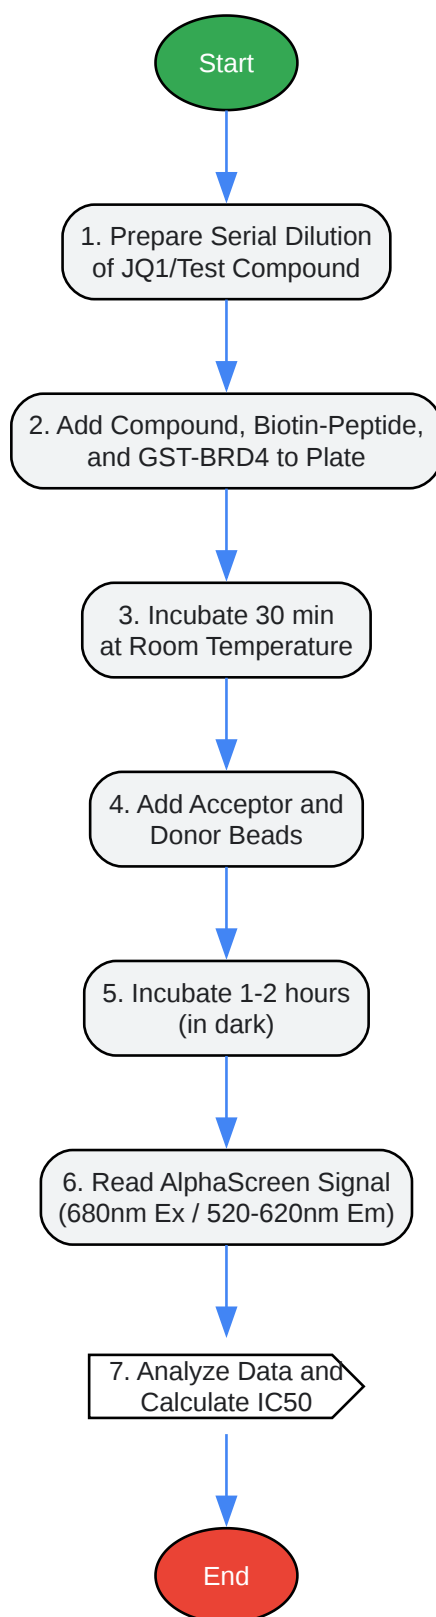 Start
1. Prepare Serial Dilution
of JQ1/Test Compound
2. Add Compound, Biotin-Peptide,
and GST-BRD4 to Plate
3. Incubate 30 min
at Room Temperature
4. Add Acceptor and
Donor Beads
5. Incubate 1-2 hours
(in dark)
6. Read AlphaScreen Signal
(680nm Ex / 520-620nm Em)
7. Analyze Data and
Calculate IC50
End